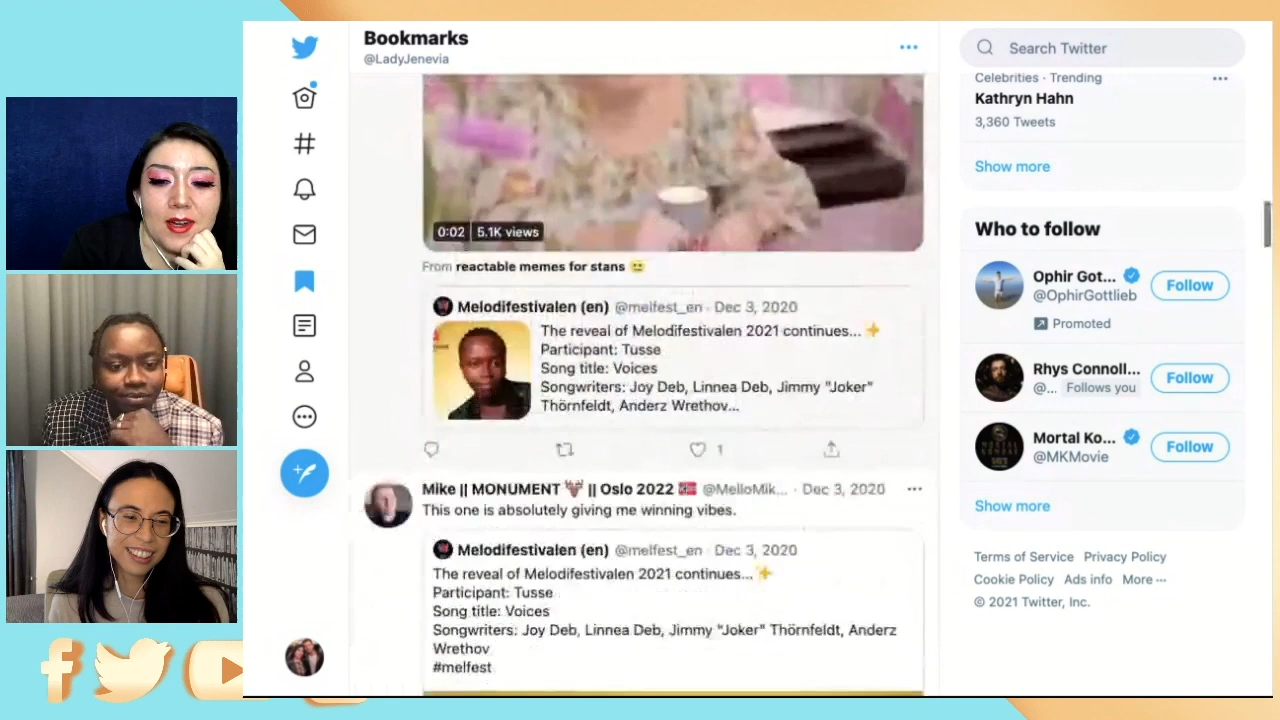 Bookmarks
@LadyJenevia
0:02 5.1K views
From reactable memes for stans
Melodifestivalen (en) @melfest_en · Dec 3, 2020
The reveal of Melodifestivalen 2021 continues... ✨
Participant: Tusse
Song title: Voices
Songwriters: Joy Deb, Linnea Deb, Jimmy "Joker"
Thörnfeldt, Anderz Wrethov...
1
Mike || MONUMENT || Oslo 2022 🇳🇴 @MelloMik... · Dec 3, 2020
This one is absolutely giving me winning vibes.
Melodifestivalen (en) @melfest_en · Dec 3, 2020
The reveal of Melodifestivalen 2021 continues... ✨
Participant: Tusse
Song title: Voices
Songwriters: Joy Deb, Linnea Deb, Jimmy "Joker" Thörnfeldt, Anderz
Wrethov
#melfest
Search Twitter
Celebrities · Trending
Kathryn Hahn
3,360 Tweets
Show more
Who to follow
Ophir Got...
@OphirGottlieb
Follow
Promoted
Rhys Connoll...
@... Follows you
Follow
Mortal Ko...
@MKMovie
Follow
Show more
Terms of Service Privacy Policy
Cookie Policy Ads info More ···
© 2021 Twitter, Inc.